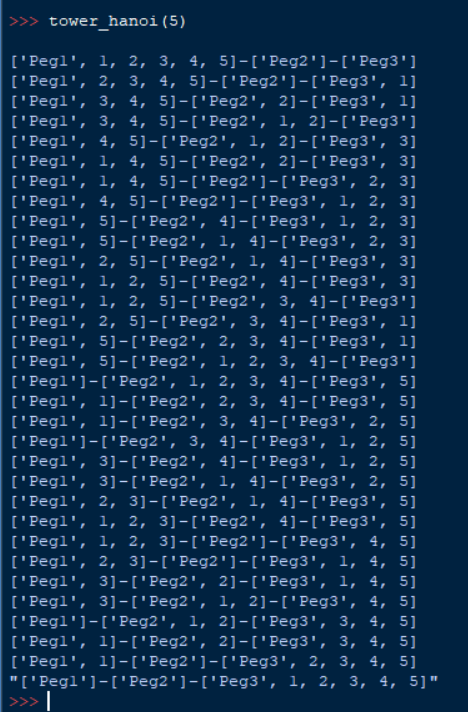 >>> tower_hanoi(5)
['Peg1', 1, 2, 3, 4, 5]-['Peg2']-['Peg3']
['Peg1', 2, 3, 4, 5]-['Peg2']-['Peg3', 1]
['Peg1', 3, 4, 5]-['Peg2', 2]-['Peg3', 1]
['Peg1', 3, 4, 5]-['Peg2', 1, 2]-['Peg3']
['Peg1', 4, 5]-['Peg2', 1, 2]-['Peg3', 3]
['Peg1', 1, 4, 5]-['Peg2', 2]-['Peg3', 3]
['Peg1', 1, 4, 5]-['Peg2']-['Peg3', 2, 3]
['Peg1', 4, 5]-['Peg2']-['Peg3', 1, 2, 3]
['Peg1', 5]-['Peg2', 4]-['Peg3', 1, 2, 3]
['Peg1', 5]-['Peg2', 1, 4]-['Peg3', 2, 3]
['Peg1', 2, 5]-['Peg2', 1, 4]-['Peg3', 3]
['Peg1', 1, 2, 5]-['Peg2', 4]-['Peg3', 3]
['Peg1', 1, 2, 5]-['Peg2', 3, 4]-['Peg3']
['Peg1', 2, 5]-['Peg2', 3, 4]-['Peg3', 1]
['Peg1', 5]-['Peg2', 2, 3, 4]-['Peg3', 1]
['Peg1', 5]-['Peg2', 1, 2, 3, 4]-['Peg3']
['Peg1']-['Peg2', 1, 2, 3, 4]-['Peg3', 5]
['Peg1', 1]-['Peg2', 2, 3, 4]-['Peg3', 5]
['Peg1', 1]-['Peg2', 3, 4]-['Peg3', 2, 5]
['Peg1']-['Peg2', 3, 4]-['Peg3', 1, 2, 5]
['Peg1', 3]-['Peg2', 4]-['Peg3', 1, 2, 5]
['Peg1', 3]-['Peg2', 1, 4]-['Peg3', 2, 5]
['Peg1', 2, 3]-['Peg2', 1, 4]-['Peg3', 5]
['Peg1', 1, 2, 3]-['Peg2', 4]-['Peg3', 5]
['Peg1', 1, 2, 3]-['Peg2']-['Peg3', 4, 5]
['Peg1', 2, 3]-['Peg2']-['Peg3', 1, 4, 5]
['Peg1', 3]-['Peg2', 2]-['Peg3', 1, 4, 5]
['Peg1', 3]-['Peg2', 1, 2]-['Peg3', 4, 5]
['Peg1']-['Peg2', 1, 2]-['Peg3', 3, 4, 5]
['Peg1', 1]-['Peg2', 2]-['Peg3', 3, 4, 5]
['Peg1', 1]-['Peg2']-['Peg3', 2, 3, 4, 5]
"['Peg1']-['Peg2']-['Peg3', 1, 2, 3, 4, 5]"
>>>